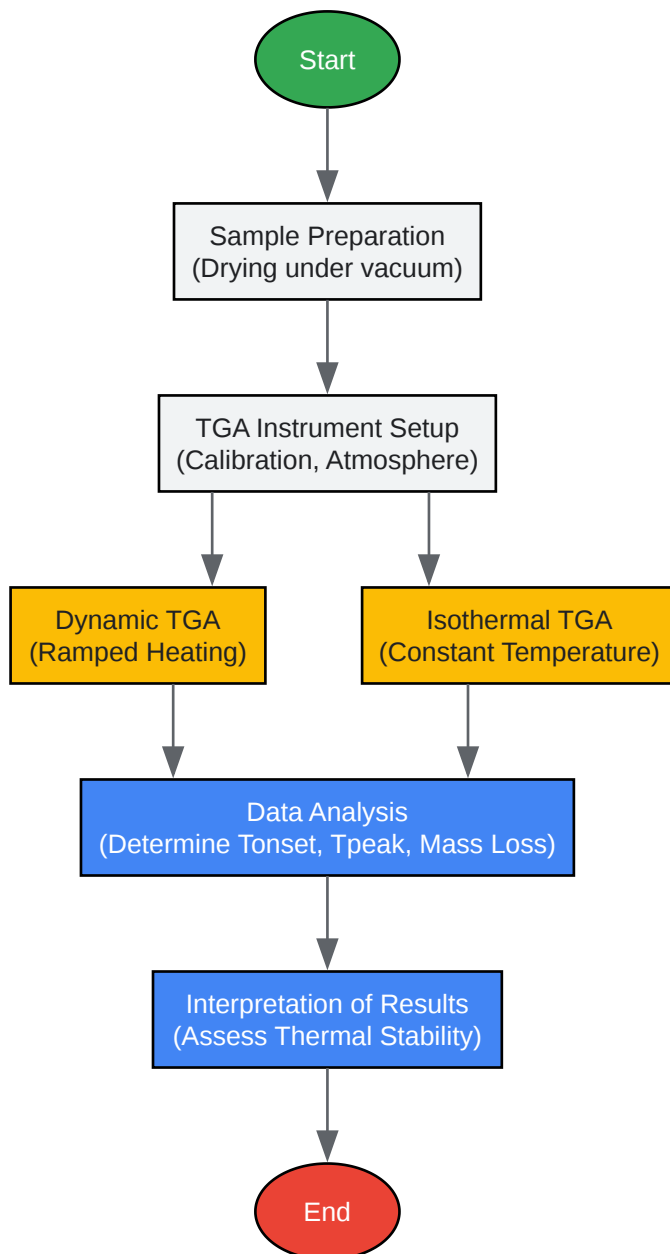 Start
Sample Preparation
(Drying under vacuum)
TGA Instrument Setup
(Calibration, Atmosphere)
Dynamic TGA
(Ramped Heating)
Isothermal TGA
(Constant Temperature)
Data Analysis
(Determine Tonset, Tpeak, Mass Loss)
Interpretation of Results
(Assess Thermal Stability)
End